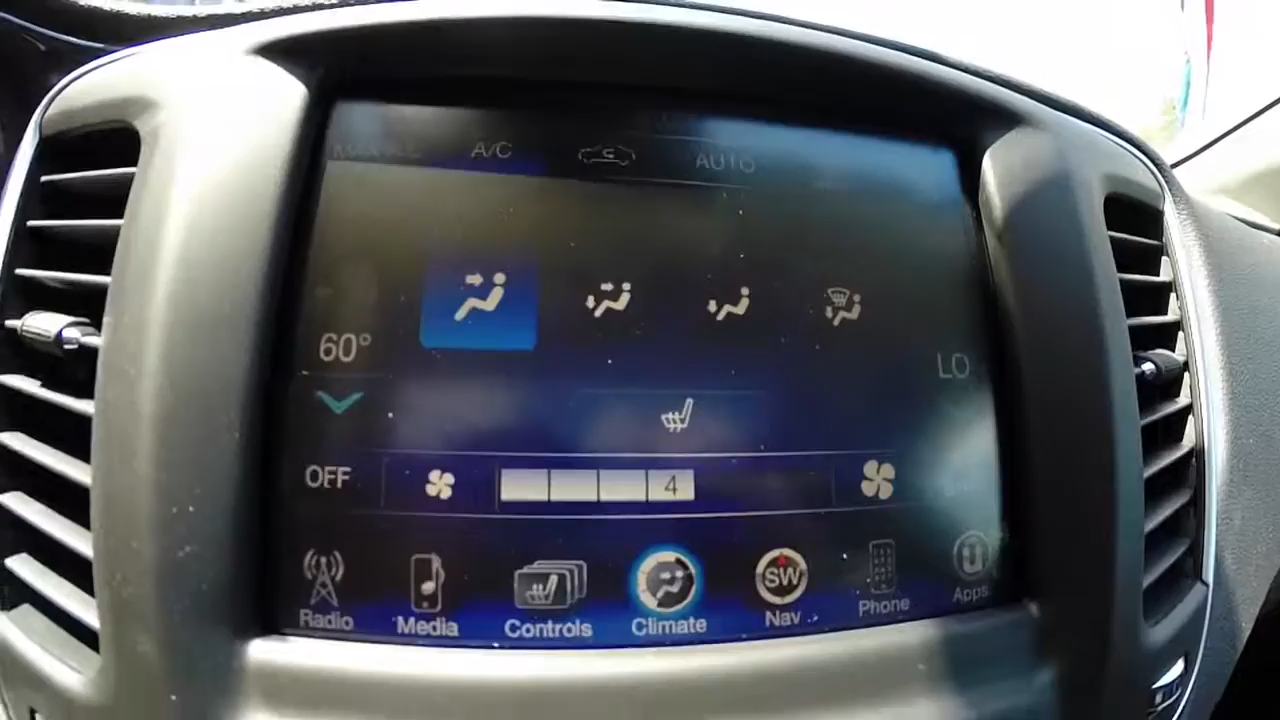 A/C
AUTO
60°
LO
OFF
4
SW
Radio
Media
Controls
Climate
Nav
Phone
Apps